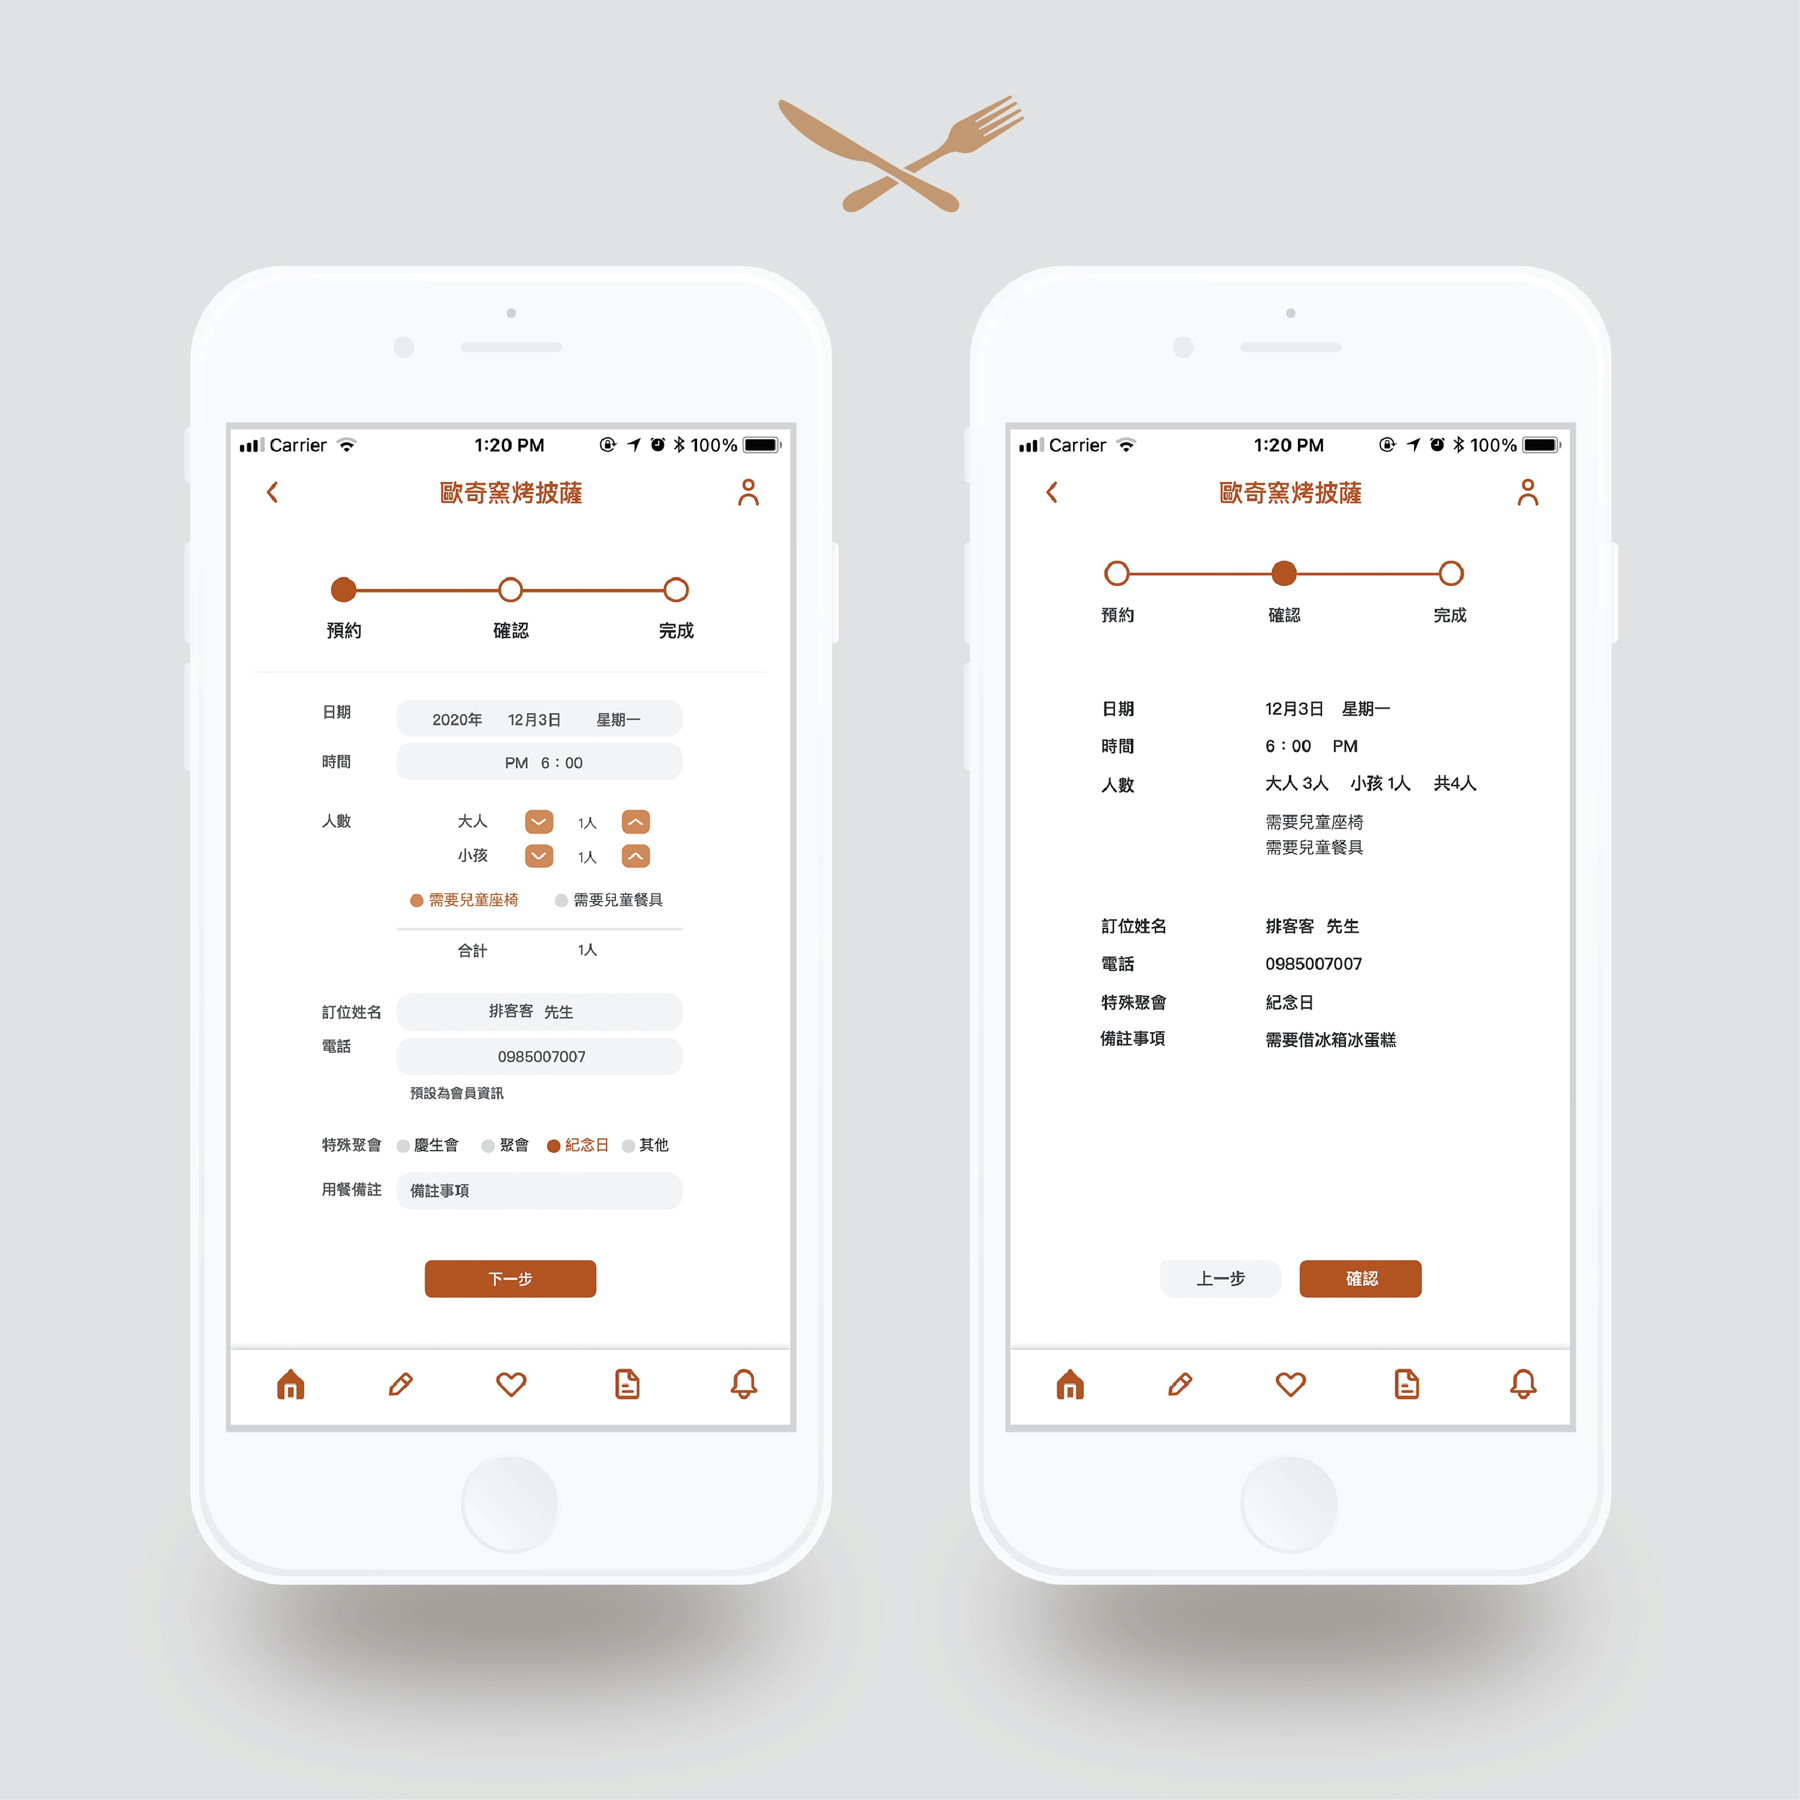 Carrier 1:20 PM 100%
歐奇窯烤披薩
預約 確認 完成
日期 2020年 12月3日 星期一
時間 PM 6：00
人數 大人 1人
小孩 1人
需要兒童座椅 需要兒童餐具
合計 1人
訂位姓名 排客客 先生
電話 0985007007
預設為會員資訊
特殊聚會 慶生會 聚會 紀念日 其他
用餐備註 備註事項
下一步
Carrier 1:20 PM 100%
歐奇窯烤披薩
預約 確認 完成
日期 12月3日 星期一
時間 6：00 PM
人數 大人 3人 小孩 1人 共4人
需要兒童座椅
需要兒童餐具
訂位姓名 排客客 先生
電話 0985007007
特殊聚會 紀念日
備註事項 需要借冰箱冰蛋糕
上一步 確認